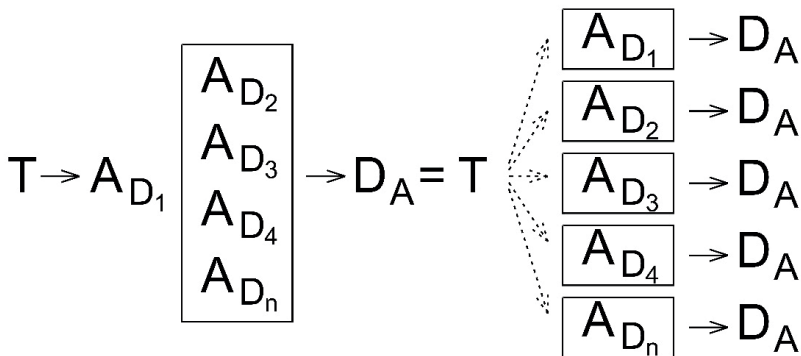 T → A_D₁
A_D₂
A_D₃
A_D₄
A_Dₙ
→ D_A = T
A_D₁ → D_A
A_D₂ → D_A
A_D₃ → D_A
A_D₄ → D_A
A_Dₙ → D_A